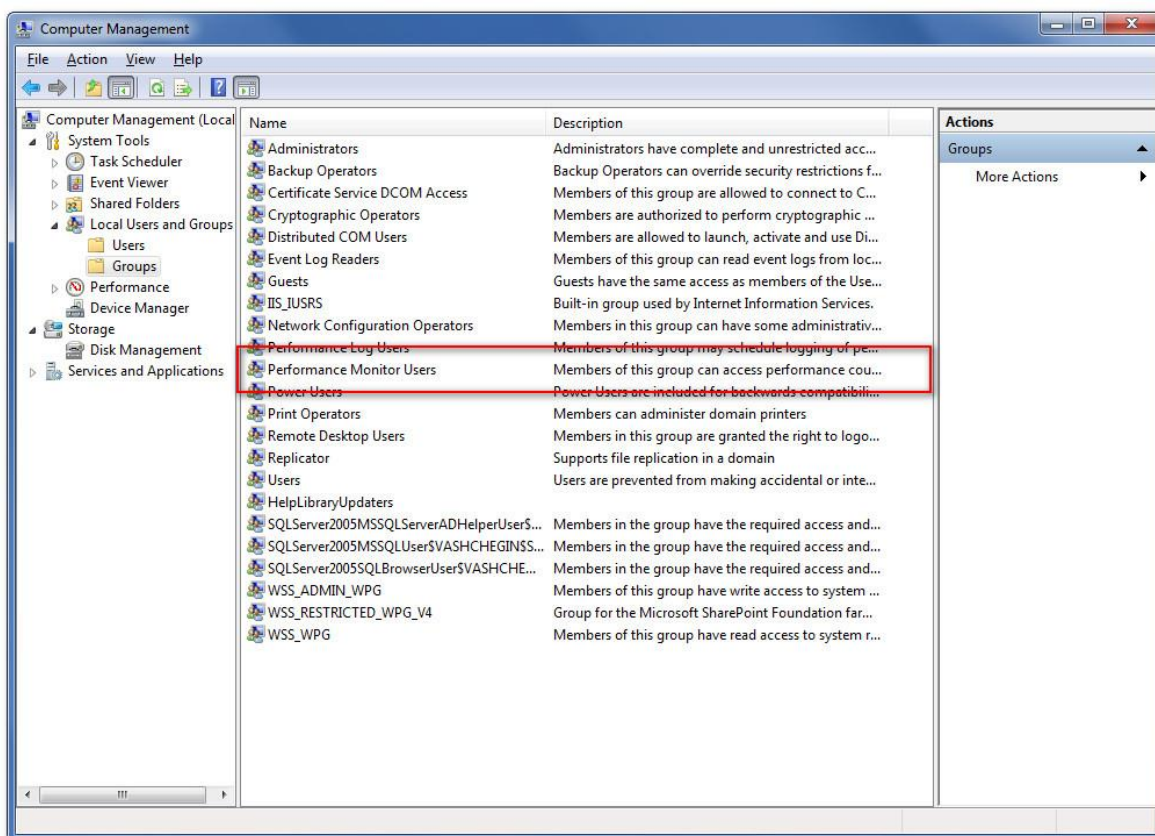 Computer Management
File Action View Help
Computer Management (Local
System Tools
Task Scheduler
Event Viewer
Shared Folders
Local Users and Groups
Users
Groups
Performance
Device Manager
Storage
Disk Management
Services and Applications
Name Description
Administrators Administrators have complete and unrestricted acc...
Backup Operators Backup Operators can override security restrictions f...
Certificate Service DCOM Access Members of this group are allowed to connect to C...
Cryptographic Operators Members are authorized to perform cryptographic ...
Distributed COM Users Members are allowed to launch, activate and use Di...
Event Log Readers Members of this group can read event logs from loc...
Guests Guests have the same access as members of the Use...
IIS_IUSRS Built-in group used by Internet Information Services.
Network Configuration Operators Members in this group can have some administrativ...
Performance Log Users Members of this group may schedule logging of pe...
Performance Monitor Users Members of this group can access performance cou...
Power Users Power Users are included for backwards compatibili...
Print Operators Members can administer domain printers
Remote Desktop Users Members in this group are granted the right to logo...
Replicator Supports file replication in a domain
Users Users are prevented from making accidental or inte...
HelpLibraryUpdaters
SQLServer2005MSSQLServerADHelperUser$... Members in the group have the required access and...
SQLServer2005MSSQLUser$VASHCHEGIN$S... Members in the group have the required access and...
SQLServer2005SQLBrowserUser$VASHCHE... Members in the group have the required access and...
WSS_ADMIN_WPG Members of this group have write access to system ...
WSS_RESTRICTED_WPG_V4 Group for the Microsoft SharePoint Foundation far...
WSS_WPG Members of this group have read access to system r...
Actions
Groups
More Actions